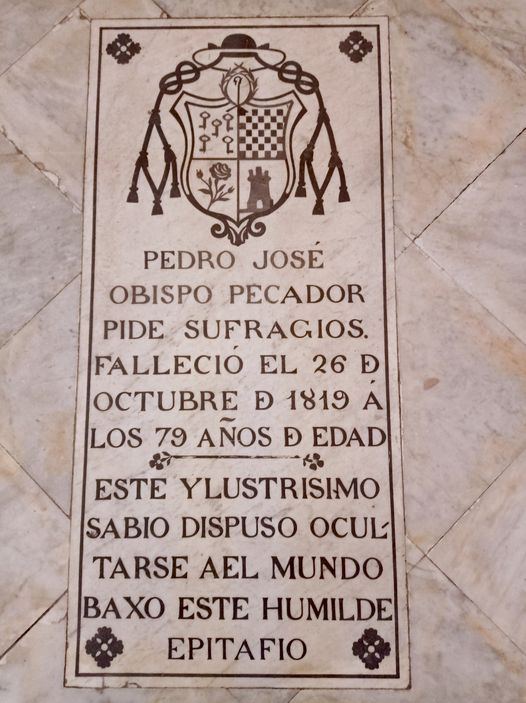 PEDRO JOSÉ
OBISPO PECADOR
PIDE SUFRAGIOS.
FALLECIÓ EL 26 Đ
OCTUBRE Đ 1819 Á
LOS 79 AÑOS Đ EDAD
ESTE YLUSTRISIMO
SABIO DISPUSO OCUL-
TARSE AEL MUNDO
BAXO ESTE HUMILDE
EPITAFIO